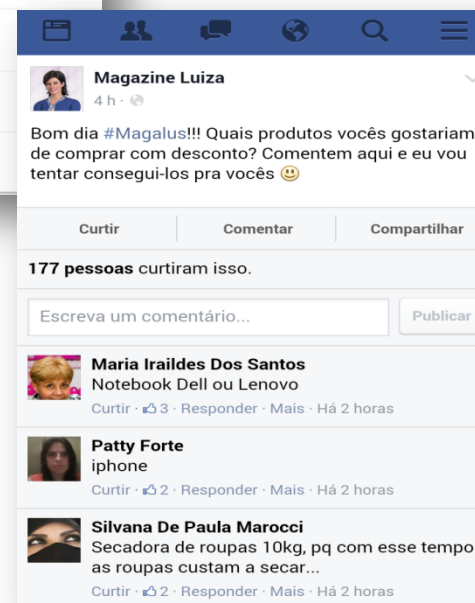 Magazine Luiza
4 h ·
Bom dia #Magalus!!! Quais produtos vocês gostariam
de comprar com desconto? Comentem aqui e eu vou
tentar consegui-los pra vocês 😃
Curtir Comentar Compartilhar
177 pessoas curtiram isso.
Escreva um comentário... Publicar
Maria Iraildes Dos Santos
Notebook Dell ou Lenovo
Curtir · 3 · Responder · Mais · Há 2 horas
Patty Forte
iphone
Curtir · 2 · Responder · Mais · Há 2 horas
Silvana De Paula Marocci
Secadora de roupas 10kg, pq com esse tempo
as roupas custam a secar...
Curtir · 2 · Responder · Mais · Há 2 horas